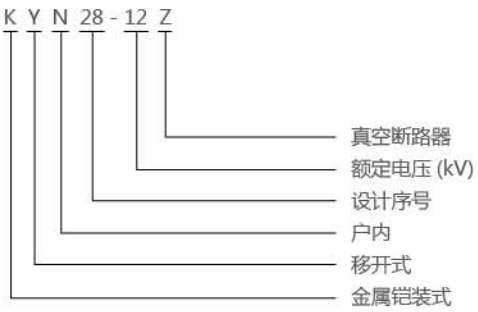 K Y N 28 - 12 Z
真空断路器
额定电压 (kV)
设计序号
户内
移开式
金属铠装式